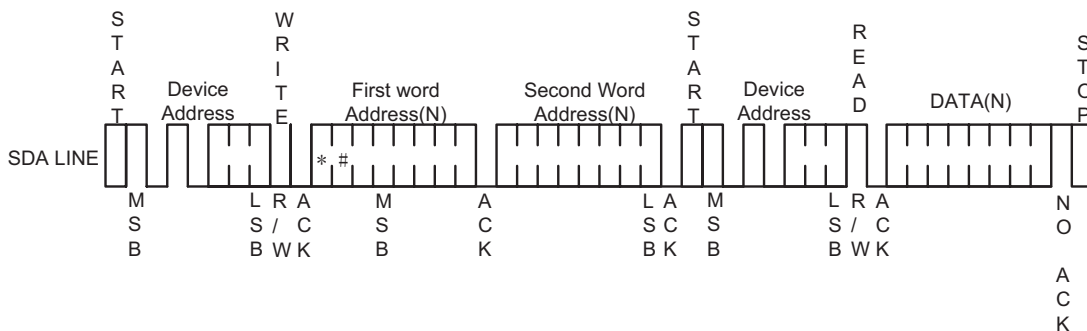 START
Device
Address
WRITE
First word
Address(N)
Second Word
Address(N)
START
Device
Address
READ
DATA(N)
STOP
SDA LINE
* #
MSB
LSB
R/W
ACK
MSB
ACK
LSB
ACK
MSB
LSB
R/W
ACK
NO ACK